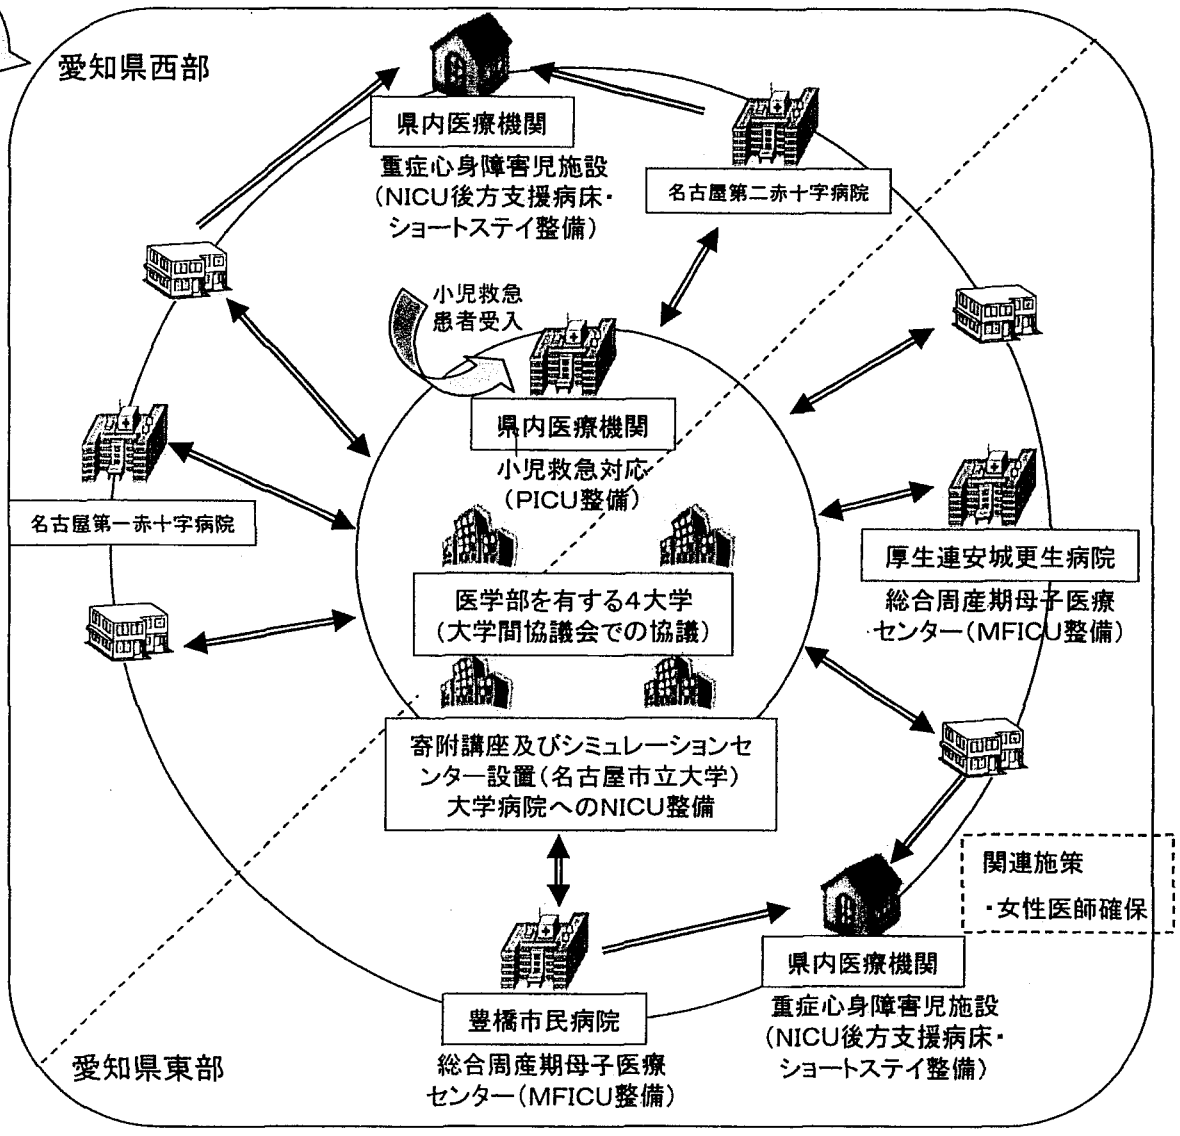 愛知県西部
県内医療機関
重症心身障害児施設
(NICU後方支援病床・
ショートステイ整備)
名古屋第二赤十字病院
小児救急
患者受入
県内医療機関
小児救急対応
(PICU整備)
名古屋第一赤十字病院
厚生連安城更生病院
総合周産期母子医療
センター(MFICU整備)
医学部を有する4大学
(大学間協議会での協議)
寄附講座及びシミュレーションセ
ンター設置(名古屋市立大学)
大学病院へのNICU整備
関連施策
・女性医師確保
県内医療機関
重症心身障害児施設
(NICU後方支援病床・
ショートステイ整備)
豊橋市民病院
総合周産期母子医療
センター(MFICU整備)
愛知県東部